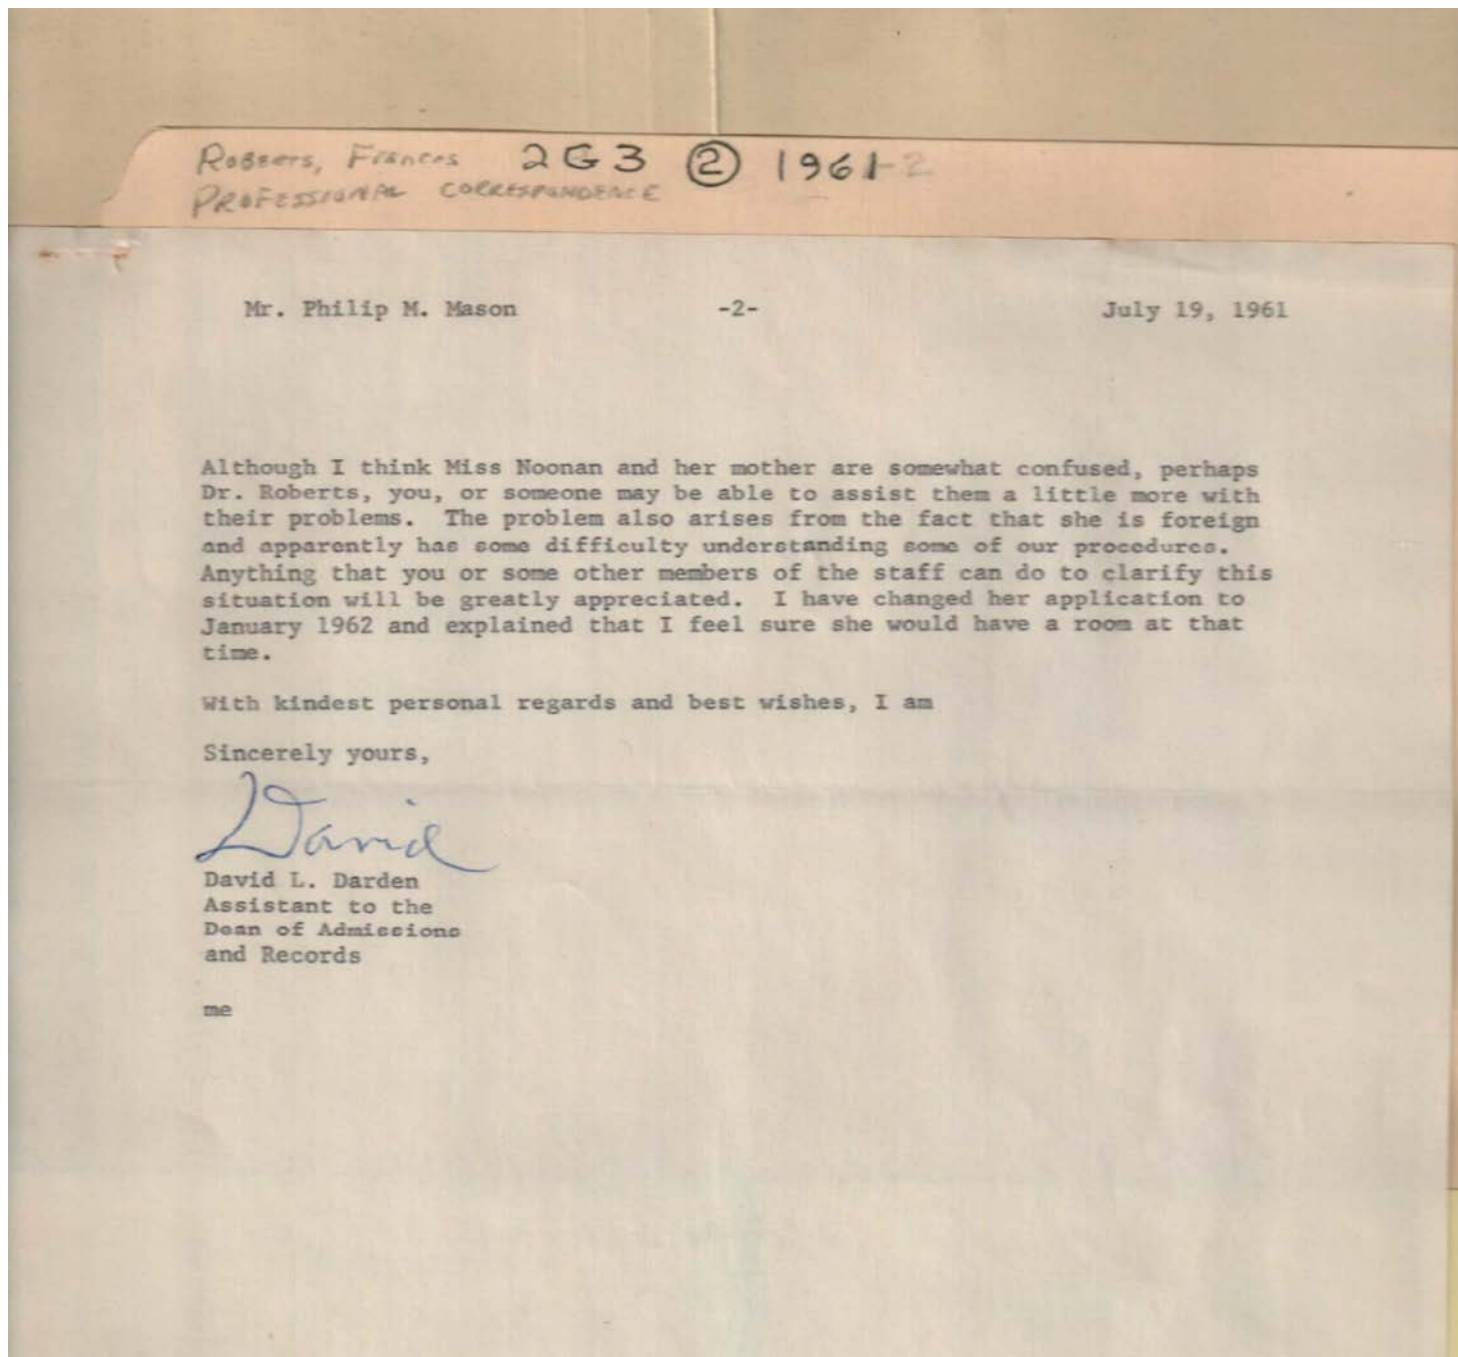 Roberts, Frances 2G3 ② 1961-2
PROFESSIONAL CORRESPONDENCE
Mr. Philip M. Mason -2- July 19, 1961
Although I think Miss Noonan and her mother are somewhat confused, perhaps
Dr. Roberts, you, or someone may be able to assist them a little more with
their problems. The problem also arises from the fact that she is foreign
and apparently has some difficulty understanding some of our procedures.
Anything that you or some other members of the staff can do to clarify this
situation will be greatly appreciated. I have changed her application to
January 1962 and explained that I feel sure she would have a room at that
time.
With kindest personal regards and best wishes, I am
Sincerely yours,
David
David L. Darden
Assistant to the
Dean of Admissions
and Records
me